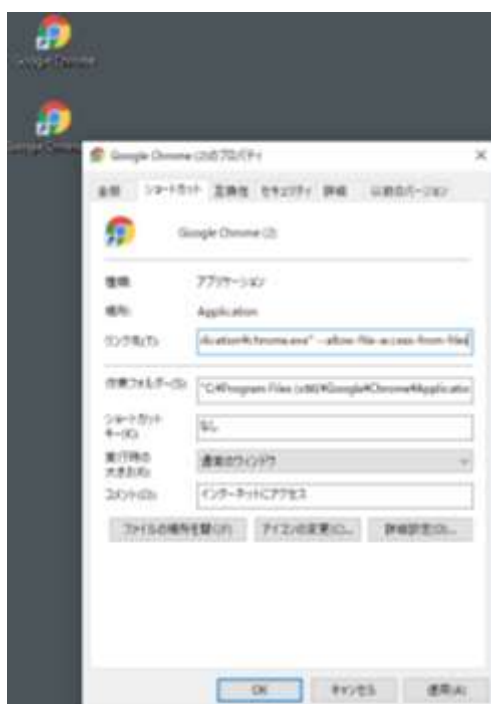 Google Chrome
Google Chrome
Google Chrome (2)のプロパティ
全般 ショートカット 互換性 セキュリティ 詳細 以前のバージョン
Google Chrome (2)
種類: アプリケーション
場所: Application
リンク先(T): ication¥chrome.exe" --allow-file-access-from-files
作業フォルダー(S): "C:¥Program Files (x86)¥Google¥Chrome¥Applicatio
ショートカット
キー(K): なし
実行時の
大きさ(R): 通常のウィンドウ
コメント(O): インターネットにアクセス
ファイルの場所を開く(F) アイコンの変更(C)... 詳細設定(D)...
OK キャンセル 適用(A)